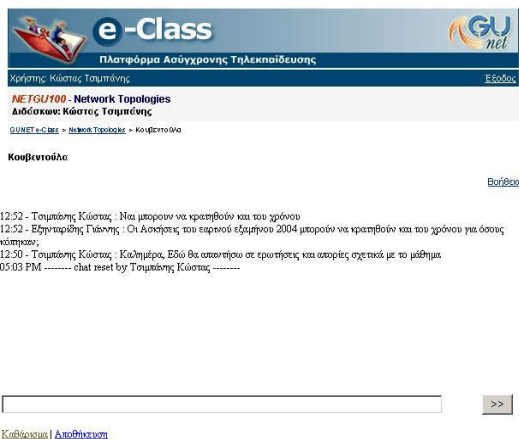 e-Class
GU
net
Πλατφόρμα Ασύγχρονης Τηλεκπαίδευσης
Χρήστης: Κώστας Τσιμπάνης
Έξοδος
NETGU100 - Network Topologies
Διδάσκων: Κώστας Τσιμπάνης
GUNET e-Class > Network Topologies > Κουβεντούλα
Κουβεντούλα
Βοήθεια
12:52 - Τσιμπάνης Κώστας : Ναι μπορουν να κρατηθούν και του χρόνου
12:52 - Εξηνταρίδης Γιάννης : Οι Ασκήσεις του εαρινού εξαμήνου 2004 μπορούν να κρατηθούν και του χρόνου για όσους
κόπηκαν;
12:50 - Τσιμπάνης Κώστας : Καλημέρα, Εδώ θα απαντήσω σε ερωτήσεις και απορίες σχετικά με το μάθημα
05:03 PM -------- chat reset by Τσιμπάνης Κώστας --------
>>
Καθάρισμα | Αποθήκευση